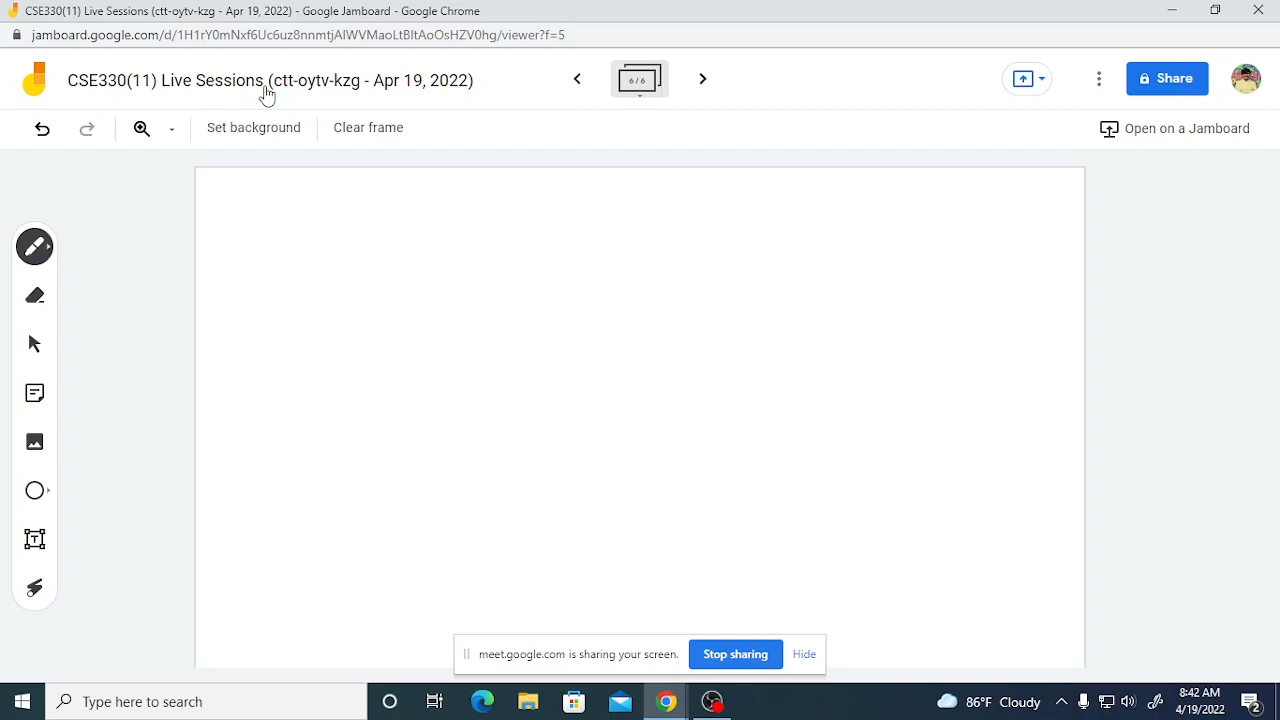 CSE330(11) Live Sessions (ctt-oytv-kzg - Apr 19, 2022) - Google Jamboard - Google Chrome
jamboard.google.com/d/1H1rY0mNxf6Uc6uz8nnmtjAIWVMaoLtBltAoOsHZV0hg/viewer?f=5
CSE330(11) Live Sessions (ctt-oytv-kzg - Apr 19, 2022)
6 / 6
Share
Set background
Clear frame
Open on a Jamboard
meet.google.com is sharing your screen.
Stop sharing
Hide
Type here to search
86°F Cloudy
8:42 AM
4/19/2022
2